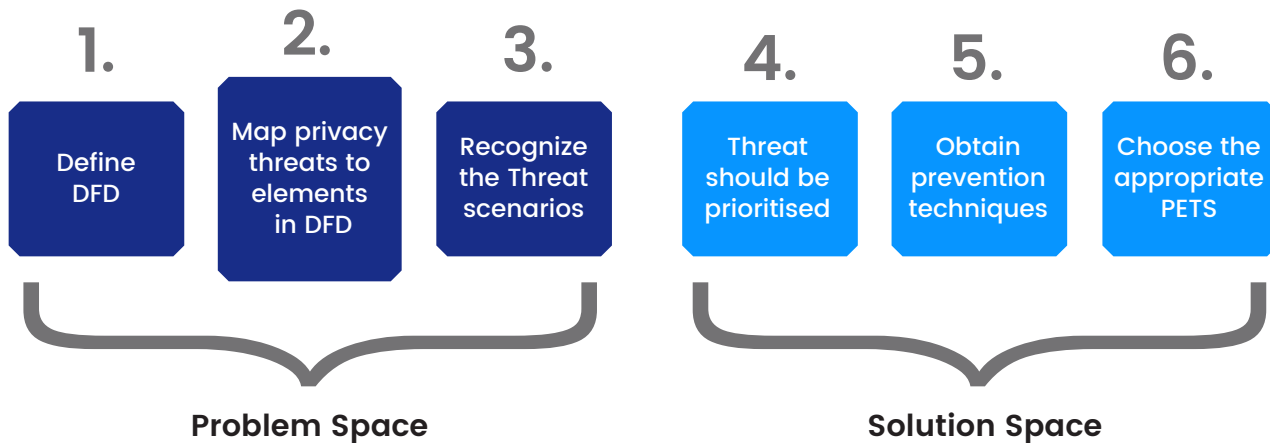 1.
Define
DFD
2.
Map privacy
threats to
elements
in DFD
3.
Recognize
the Threat
scenarios
4.
Threat
should be
prioritised
5.
Obtain
prevention
techniques
6.
Choose the
appropriate
PETS
Problem Space
Solution Space